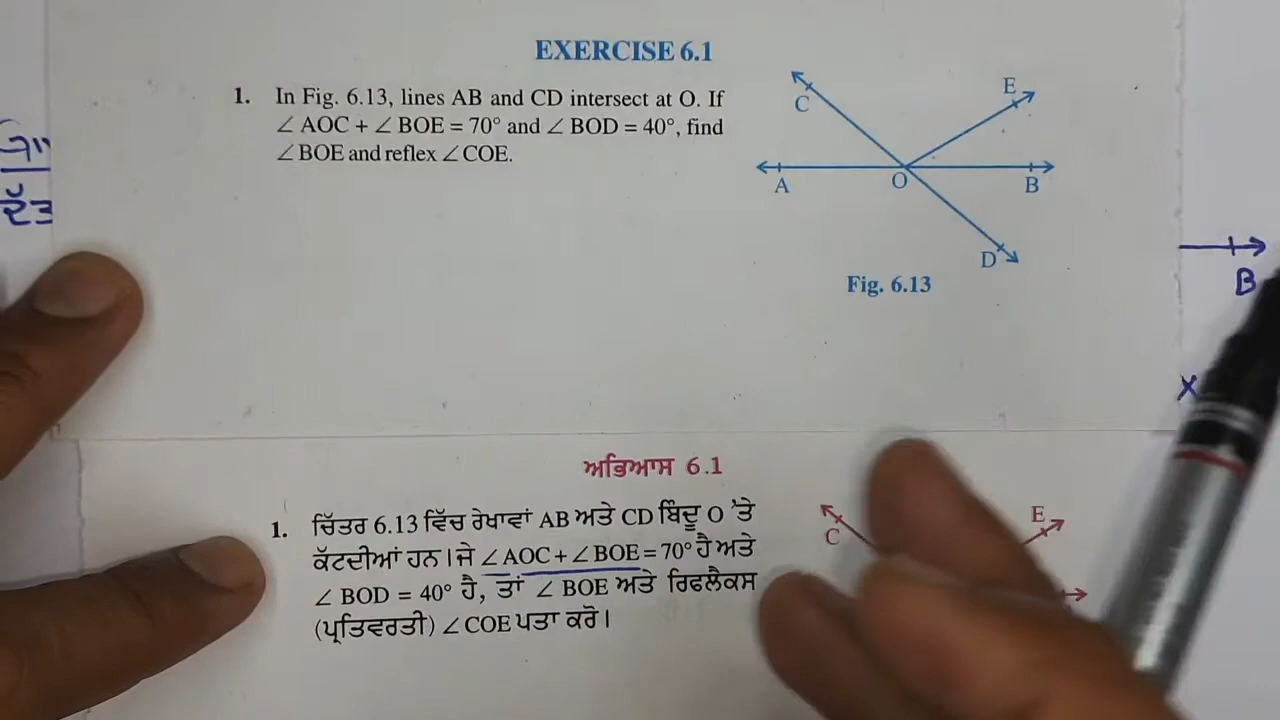 EXERCISE 6.1
1. In Fig. 6.13, lines AB and CD intersect at O. If
∠ AOC + ∠ BOE = 70° and ∠ BOD = 40°, find
∠ BOE and reflex ∠ COE.
C
E
A
O
B
D
Fig. 6.13
B
x
ਅਭਿਆਸ 6.1
1. ਚਿੱਤਰ 6.13 ਵਿੱਚ ਰੇਖਾਵਾਂ AB ਅਤੇ CD ਬਿੰਦੂ O 'ਤੇ
ਕੱਟਦੀਆਂ ਹਨ। ਜੇ ∠AOC + ∠ BOE = 70° ਹੈ ਅਤੇ
∠ BOD = 40° ਹੈ, ਤਾਂ ∠ BOE ਅਤੇ ਰਿਫਲੈਕਸ
(ਪ੍ਰਤਿਵਰਤੀ) ∠COE ਪਤਾ ਕਰੋ।
C
E